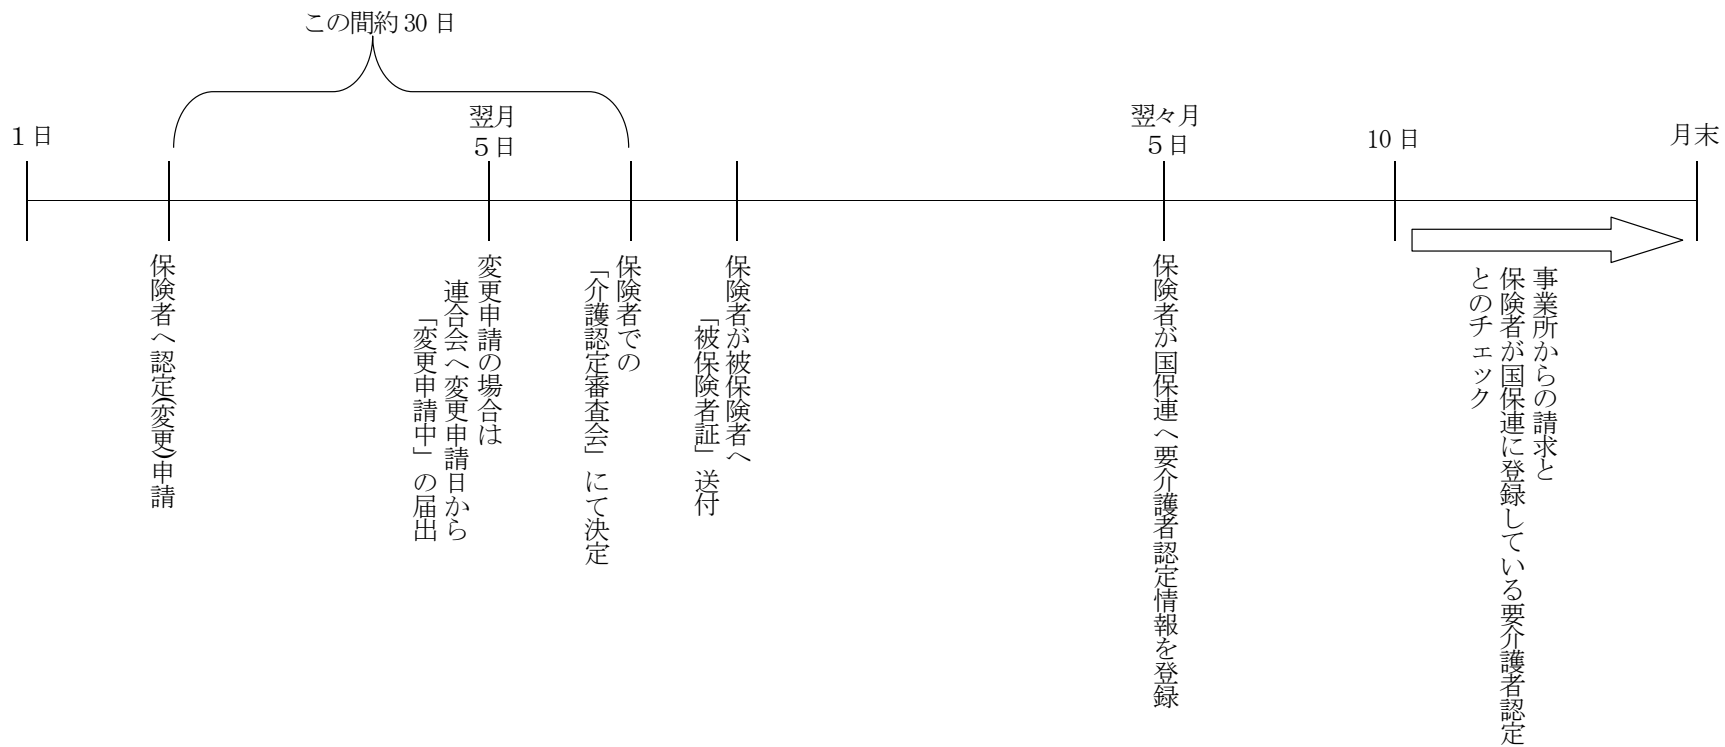 この間約30日
1日
翌月
5日
翌々月
5日
10日
月末
保険者へ認定(変更)申請
変更申請の場合は
連合会へ変更申請日から
「変更申請中」の届出
保険者での
「介護認定審査会」にて決定
保険者が被保険者へ
「被保険者証」送付
保険者が国保連へ要介護者認定情報を登録
事業所からの請求と
保険者が国保連に登録している要介護者認定
とのチェック